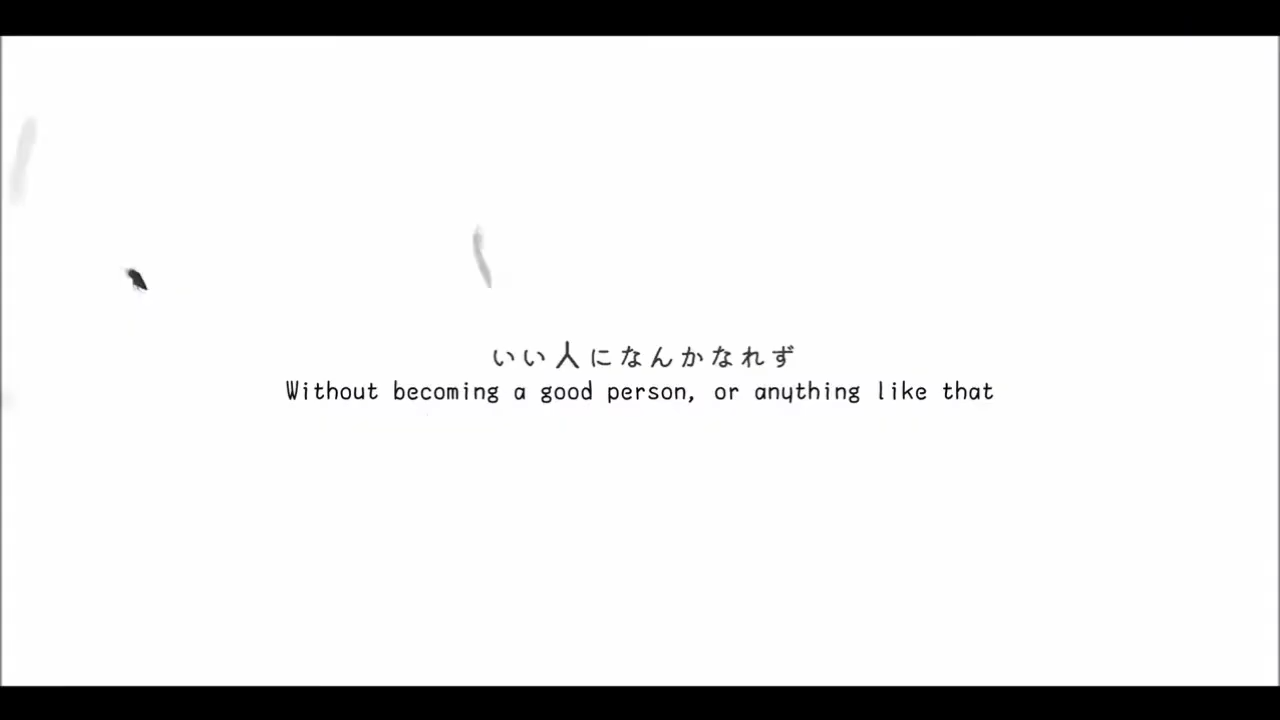 いい人になんかなれず
Without becoming a good person, or anything like that